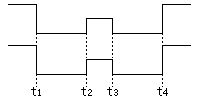 t₁ t₂ t₃ t₄